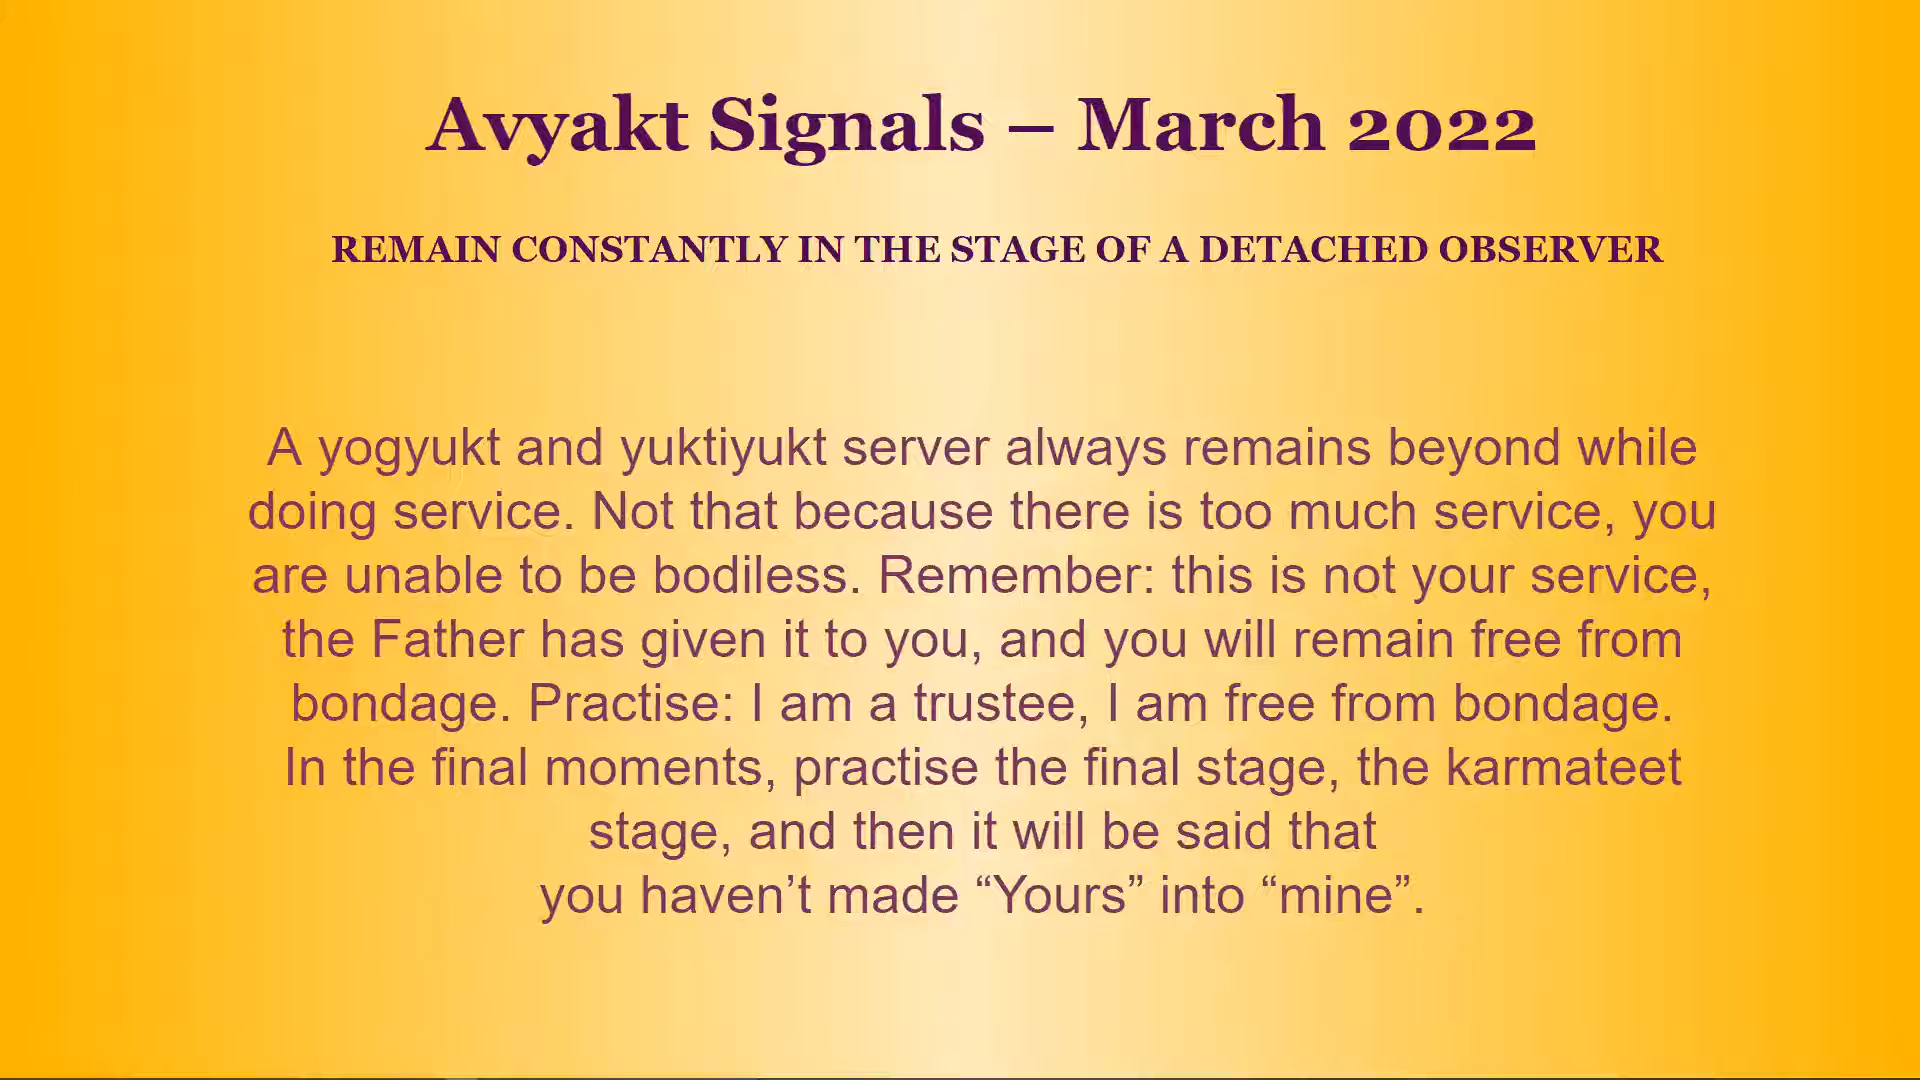 Avyakt Signals – March 2022
REMAIN CONSTANTLY IN THE STAGE OF A DETACHED OBSERVER
A yogyukt and yuktiyukt server always remains beyond while
doing service. Not that because there is too much service, you
are unable to be bodiless. Remember: this is not your service,
the Father has given it to you, and you will remain free from
bondage. Practise: I am a trustee, I am free from bondage.
In the final moments, practise the final stage, the karmateet
stage, and then it will be said that
you haven’t made “Yours” into “mine”.